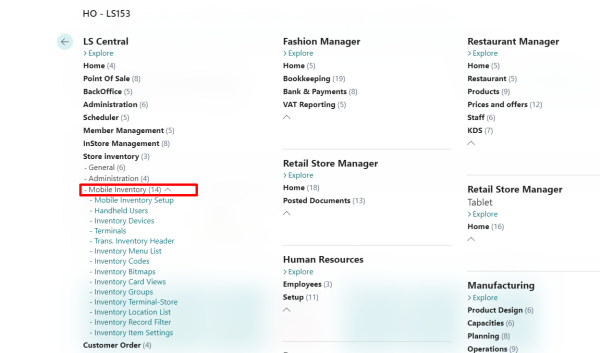 HO - LS153
LS Central
> Explore
Home (4)
Point Of Sale (8)
BackOffice (5)
Administration (6)
Scheduler (5)
Member Management (5)
InStore Management (8)
Store inventory (3)
- General (6)
- Administration (4)
- Mobile Inventory (14)
- Mobile Inventory Setup
- Handheld Users
- Inventory Devices
- Terminals
- Trans. Inventory Header
- Inventory Menu List
- Inventory Codes
- Inventory Bitmaps
- Inventory Card Views
- Inventory Groups
- Inventory Terminal-Store
- Inventory Location List
- Inventory Record Filter
- Inventory Item Settings
Customer Order (4)
Fashion Manager
> Explore
Home (5)
Bookkeeping (19)
Bank & Payments (8)
VAT Reporting (5)
Retail Store Manager
> Explore
Home (18)
Posted Documents (13)
Human Resources
> Explore
Employees (3)
Setup (11)
Restaurant Manager
> Explore
Home (5)
Restaurant (5)
Products (9)
Prices and offers (12)
Staff (6)
KDS (7)
Retail Store Manager
Tablet
> Explore
Home (16)
Manufacturing
> Explore
Product Design (6)
Capacities (6)
Planning (8)
Operations (9)